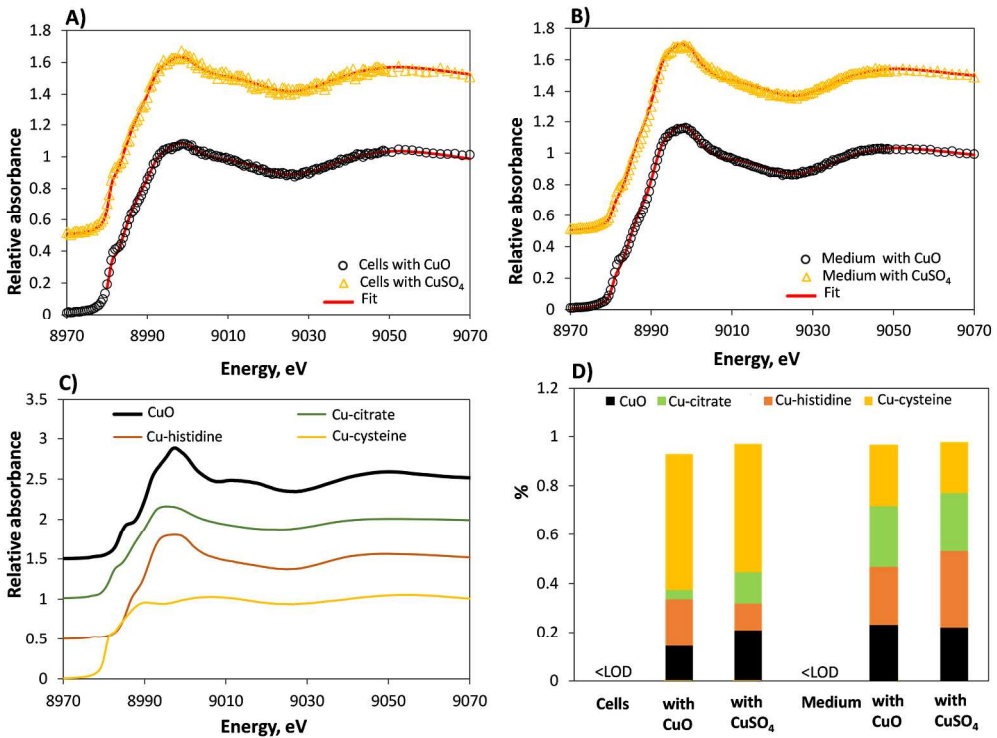 A)
1.8
1.6
1.4
1.2
1
0.8
0.6
0.4
0.2
0
Relative absorbance
Cells with CuO
Cells with CuSO4
Fit
8970 8990 9010 9030 9050 9070
Energy, eV
B)
1.8
1.6
1.4
1.2
1
0.8
0.6
0.4
0.2
0
Relative absorbance
Medium with CuO
Medium with CuSO4
Fit
8970 8990 9010 9030 9050 9070
Energy, eV
C)
3.5
3
2.5
2
1.5
1
0.5
0
Relative absorbance
CuO Cu-citrate
Cu-histidine Cu-cysteine
8970 8990 9010 9030 9050 9070
Energy, eV
D)
1.2
1
0.8
0.6
0.4
0.2
0
%
CuO Cu-citrate Cu-histidine Cu-cysteine
<LOD <LOD
Cells with CuO with CuSO4 Medium with CuO with CuSO4